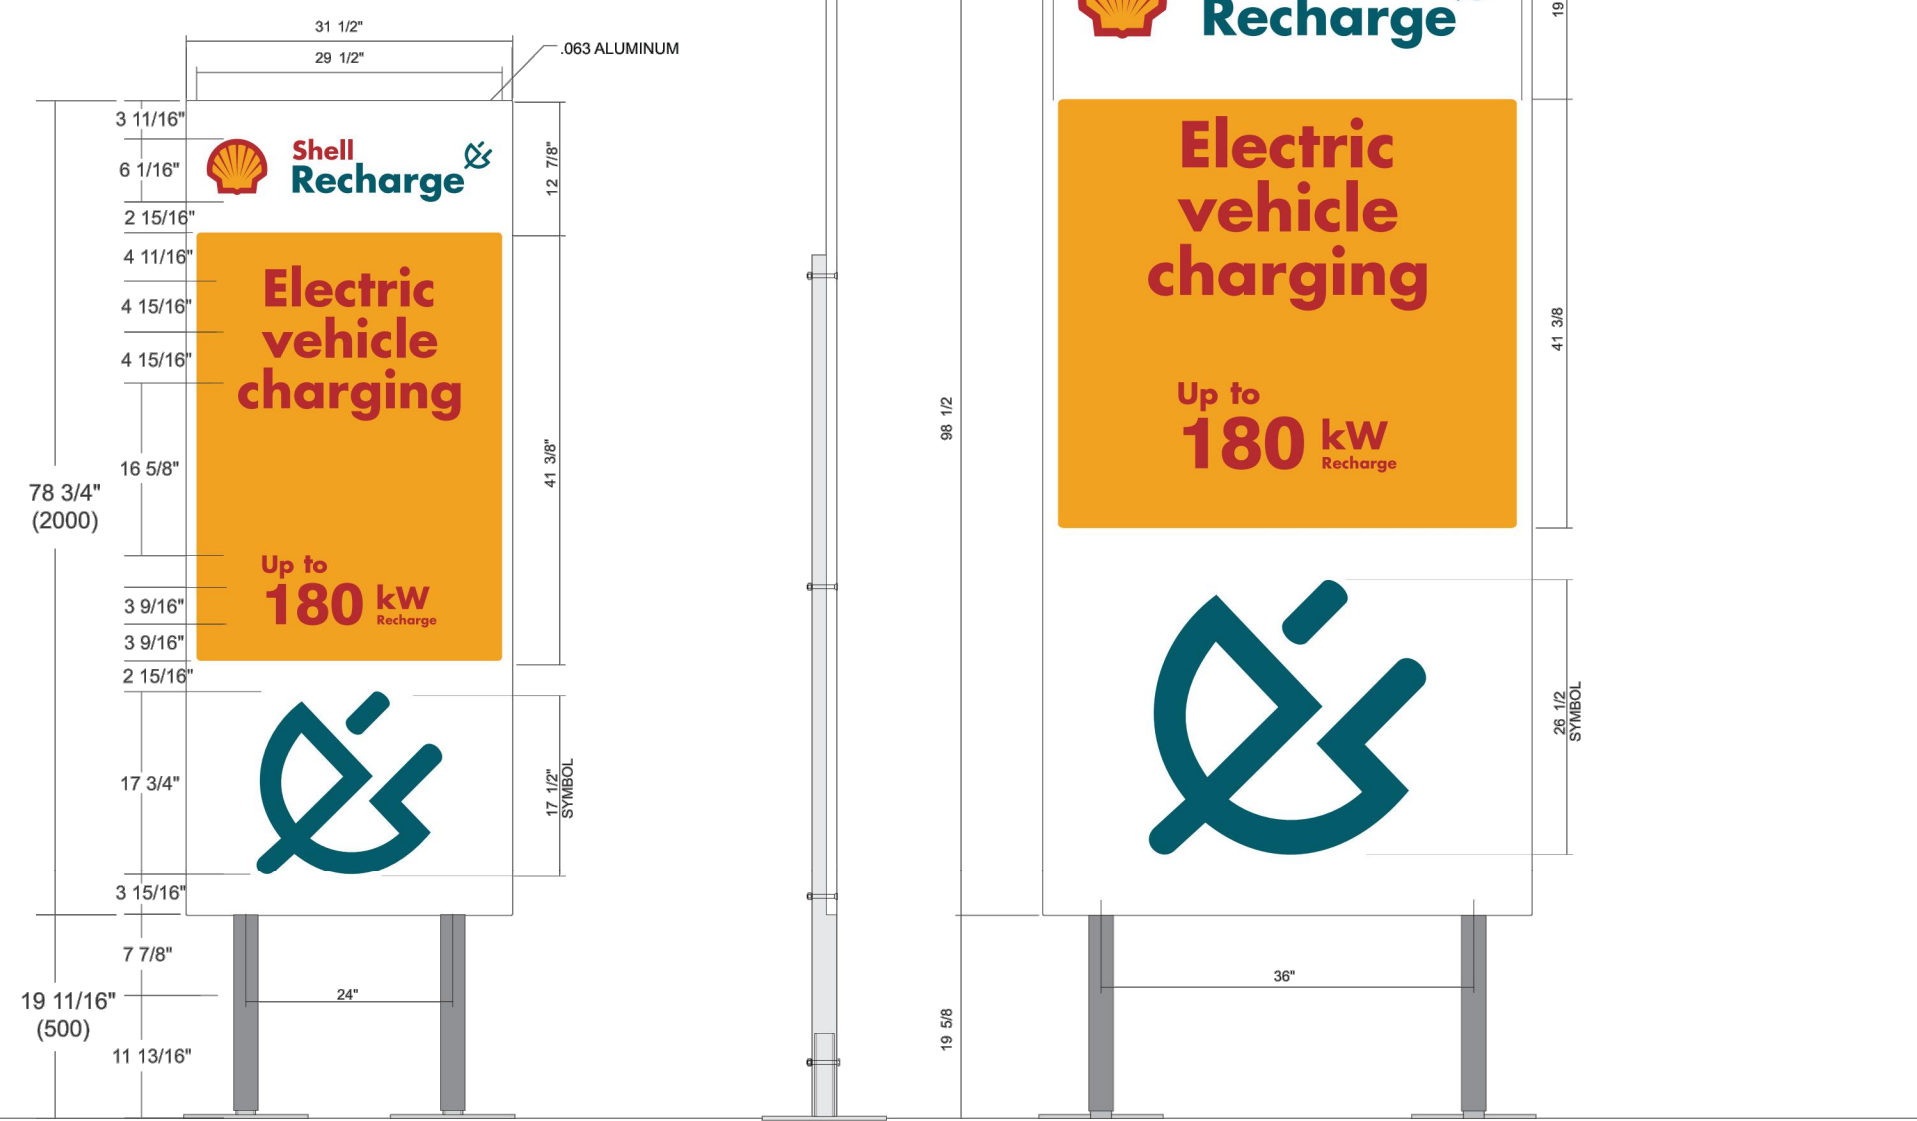 31 1/2"
29 1/2"
.063 ALUMINUM
3 11/16"
6 1/16"
2 15/16"
4 11/16"
4 15/16"
4 15/16"
16 5/8"
78 3/4"
(2000)
3 9/16"
3 9/16"
2 15/16"
17 3/4"
3 15/16"
7 7/8"
19 11/16"
(500)
11 13/16"
Shell
Recharge
Electric
vehicle
charging
Up to
180 kW
Recharge
24"
12 7/8"
41 3/8"
17 1/2"
SYMBOL
98 1/2
19 5/8
Recharge
Electric
vehicle
charging
Up to
180 kW
Recharge
36"
19
41 3/8
26 1/2
SYMBOL